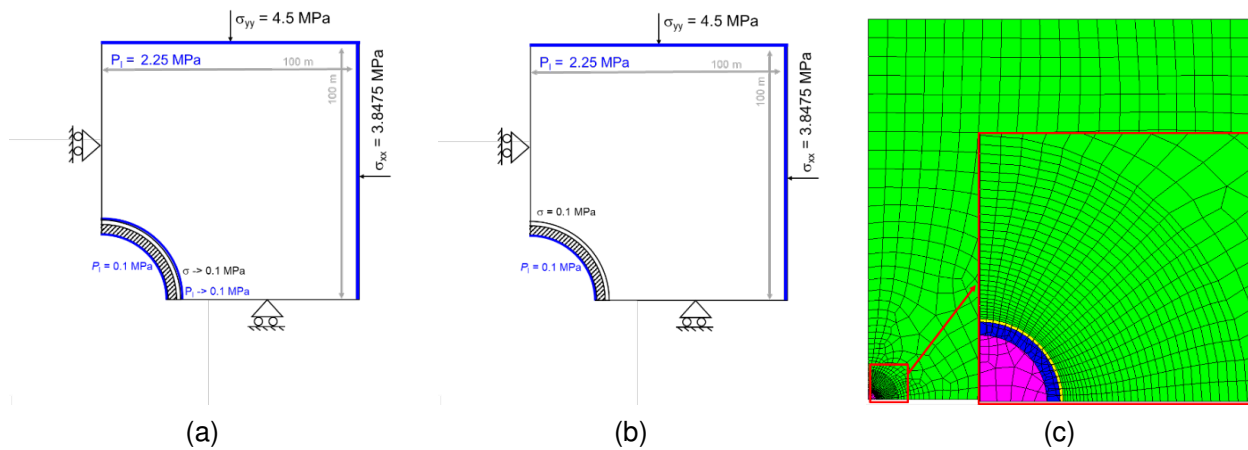 σyy = 4.5 MPa
Pl = 2.25 MPa
100 m
100 m
σxx = 3.8475 MPa
Pl = 0.1 MPa
σ -> 0.1 MPa
Pl -> 0.1 MPa
(a)
σyy = 4.5 MPa
Pl = 2.25 MPa
100 m
100 m
σxx = 3.8475 MPa
σ = 0.1 MPa
Pl = 0.1 MPa
(b)
(c)